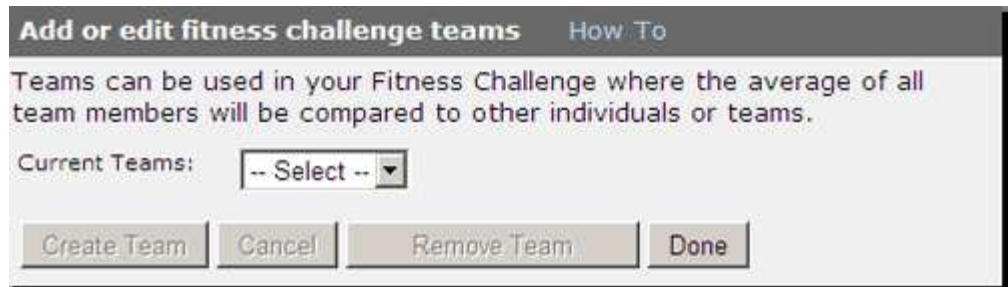 Add or edit fitness challenge teams How To
Teams can be used in your Fitness Challenge where the average of all
team members will be compared to other individuals or teams.
Current Teams: -- Select --
Create Team Cancel Remove Team Done